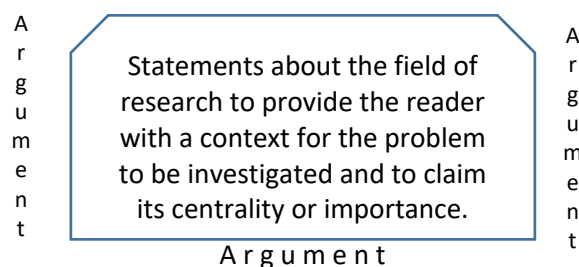 A
r
g
u
m
e
n
t
Statements about the field of
research to provide the reader
with a context for the problem
to be investigated and to claim
its centrality or importance.
A r g u m e n t
A
r
g
u
m
e
n
t